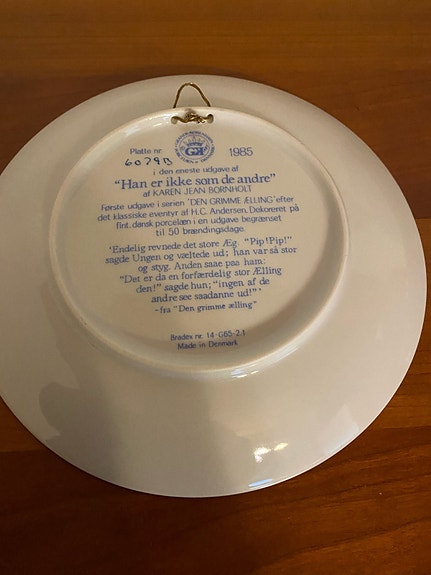 Platte nr. 1985
6079B
GK
i den eneste udgave af
"Han er ikke som de andre"
af KAREN JEAN BORNHOLT
Første udgave i serien 'DEN GRIMME ÆLLING' efter
det klassiske eventyr af H.C. Andersen. Dekoreret på
fint, dansk porcelæn i en udgave begrænset
til 50 brændingsdage.
'Endelig revnede det store Æg. "Pip! Pip!"
sagde Ungen og væltede ud; han var så stor
og styg. Anden saae paa ham:
"Det er da en forfærdelig stor Ælling
den!" sagde hun; "ingen af de
andre see saadanne ud!"'
-fra "Den grimme ælling"
Bradex nr. 14-G65-2.1
Made in Denmark